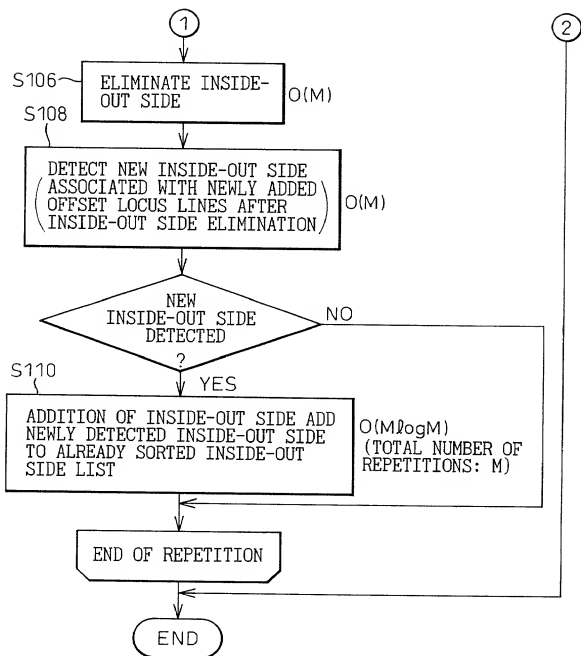 1
2
S106
ELIMINATE INSIDE-
OUT SIDE
O(M)
S108
DETECT NEW INSIDE-OUT SIDE
(ASSOCIATED WITH NEWLY ADDED
OFFSET LOCUS LINES AFTER
INSIDE-OUT SIDE ELIMINATION)
O(M)
NEW
INSIDE-OUT SIDE
DETECTED
?
NO
YES
S110
ADDITION OF INSIDE-OUT SIDE ADD
NEWLY DETECTED INSIDE-OUT SIDE
TO ALREADY SORTED INSIDE-OUT
SIDE LIST
O(MlogM)
(TOTAL NUMBER OF
REPETITIONS: M)
END OF REPETITION
END